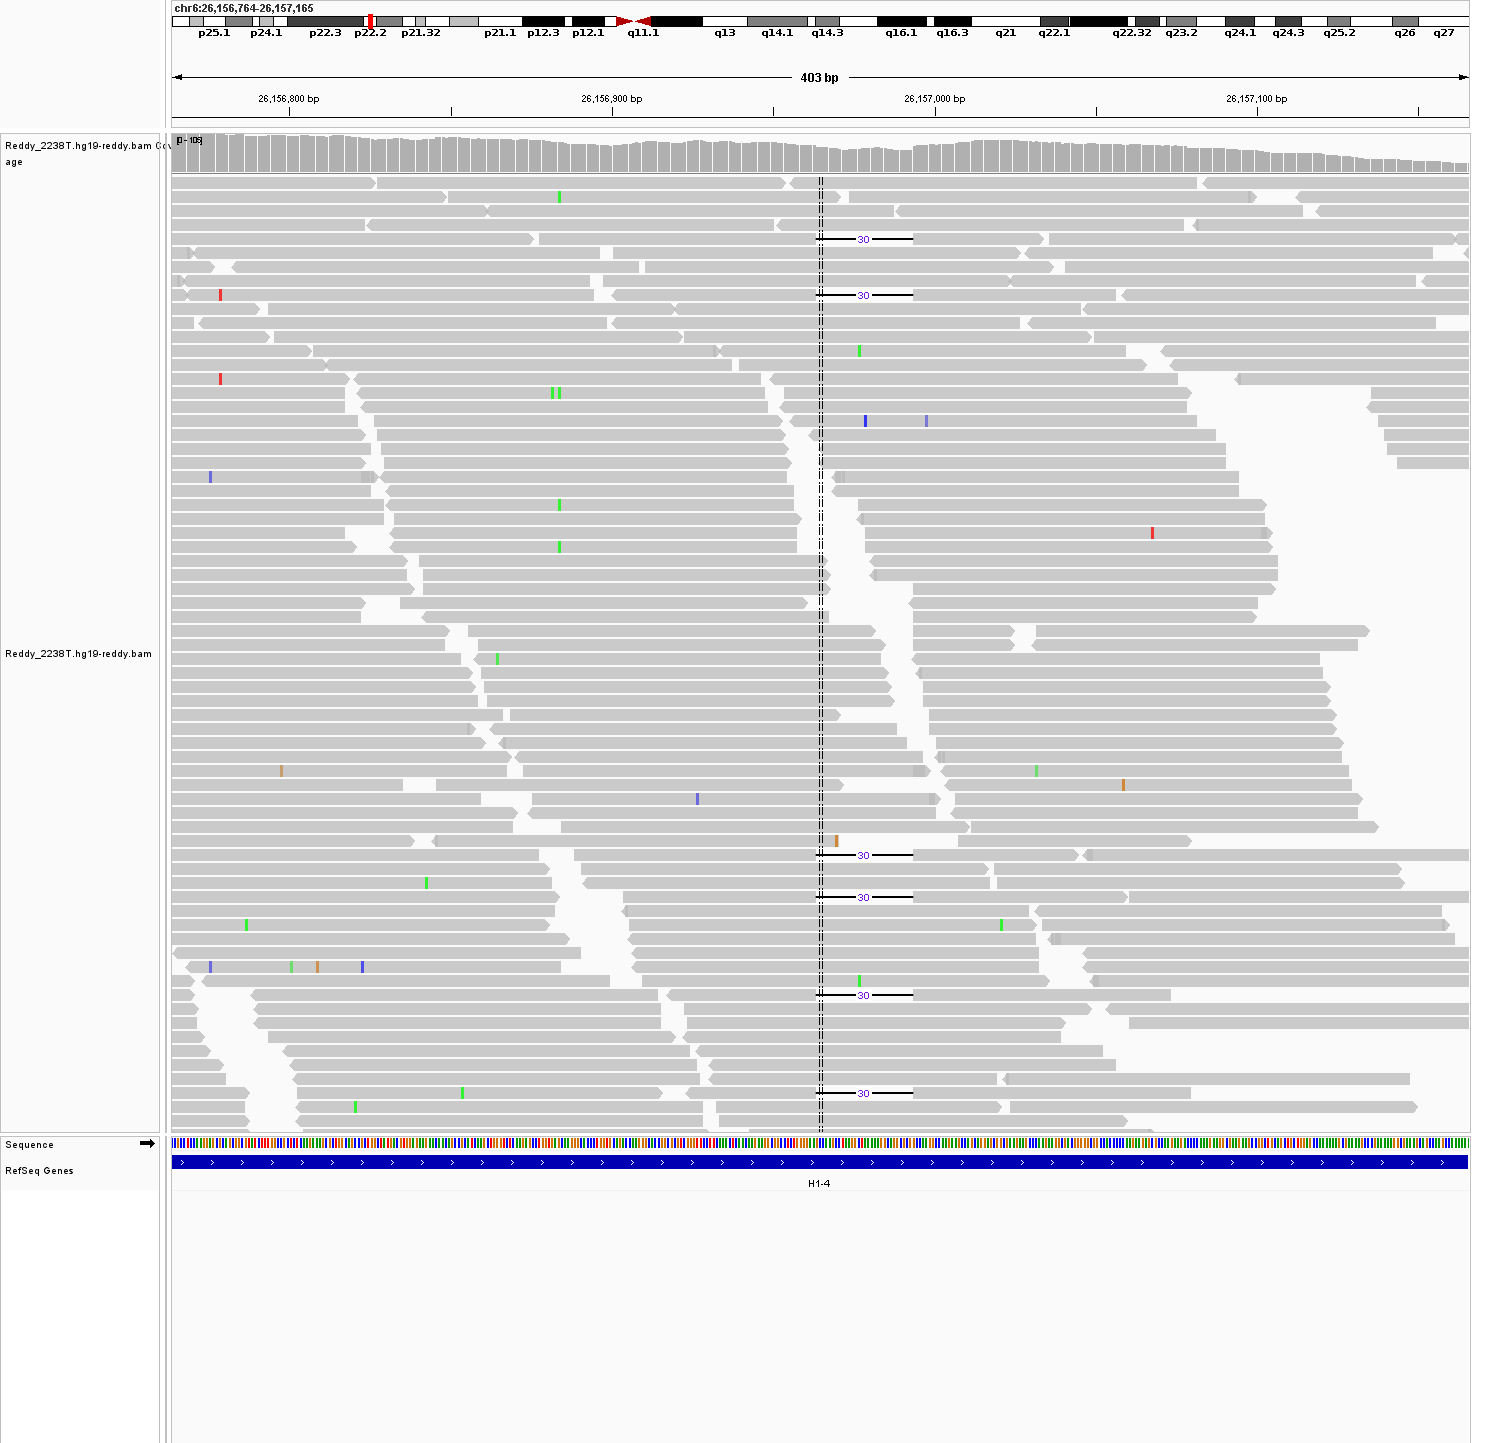 chr6:26,156,764-26,157,165
p25.1 p24.1 p22.3 p22.2 p21.32 p21.1 p12.3 p12.1 q11.1 q13 q14.1 q14.3 q16.1 q16.3 q21 q22.1 q22.32 q23.2 q24.1 q24.3 q25.2 q26 q27
403 bp
26,156,800 bp 26,156,900 bp 26,157,000 bp 26,157,100 bp
[0 - 106]
Reddy_2238T.hg19-reddy.bam Cov
age
30
30
Reddy_2238T.hg19-reddy.bam
30
30
30
30
Sequence
RefSeq Genes
H1-4